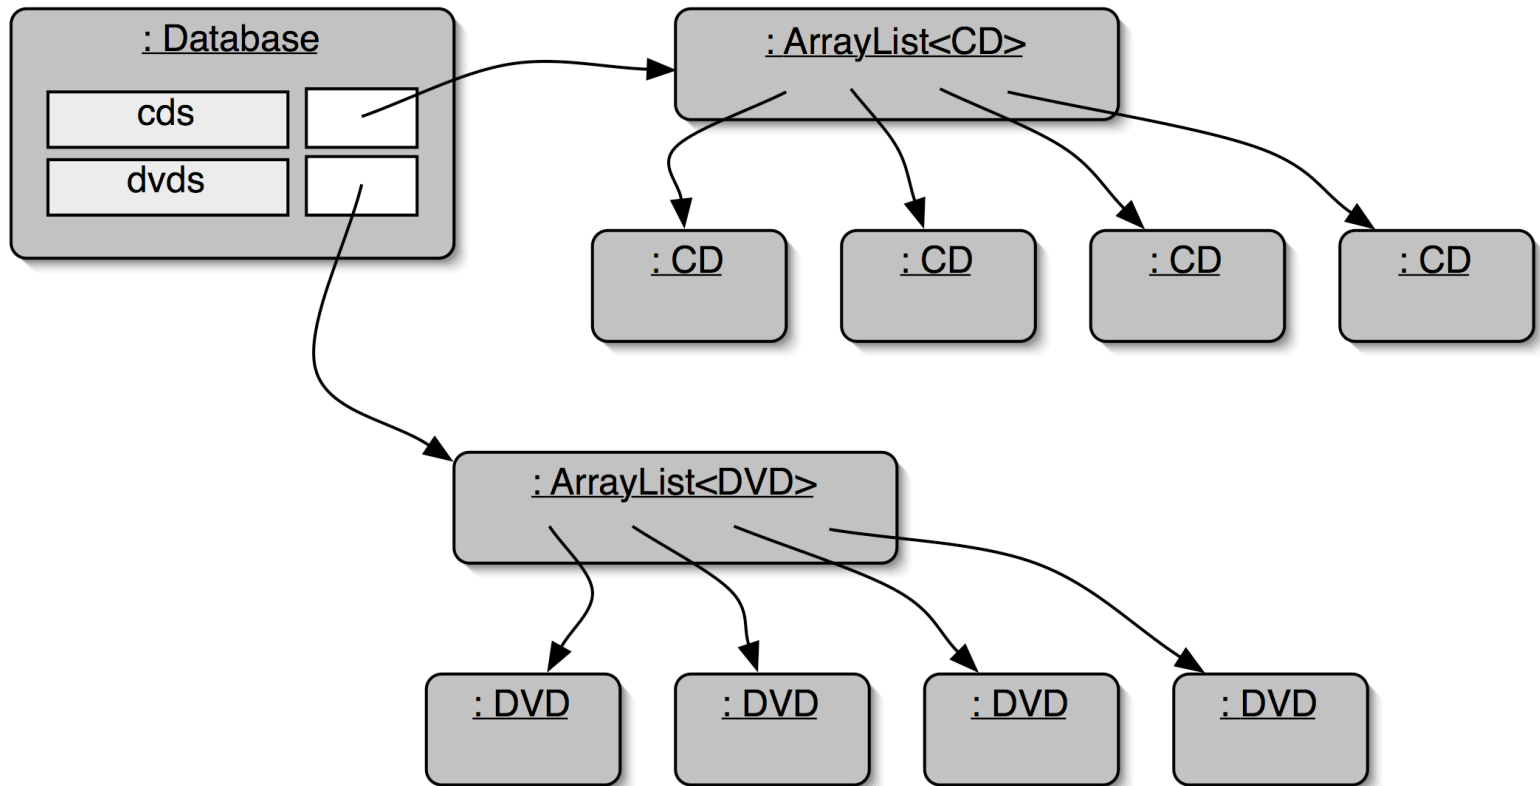 : Database
cds
dvds
: ArrayList<CD>
: CD
: CD
: CD
: CD
: ArrayList<DVD>
: DVD
: DVD
: DVD
: DVD